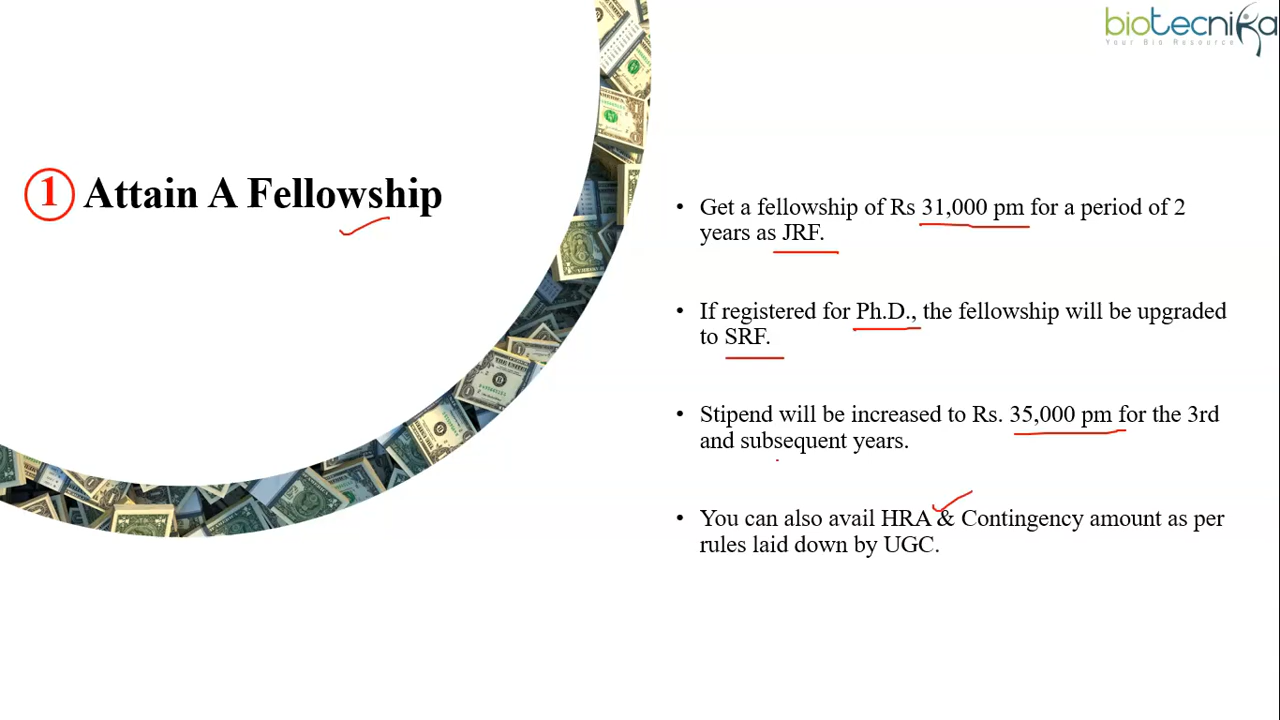 biotecnika
Your Bio Resource
1 Attain A Fellowship
• Get a fellowship of Rs 31,000 pm for a period of 2
years as JRF.
• If registered for Ph.D., the fellowship will be upgraded
to SRF.
• Stipend will be increased to Rs. 35,000 pm for the 3rd
and subsequent years.
• You can also avail HRA & Contingency amount as per
rules laid down by UGC.